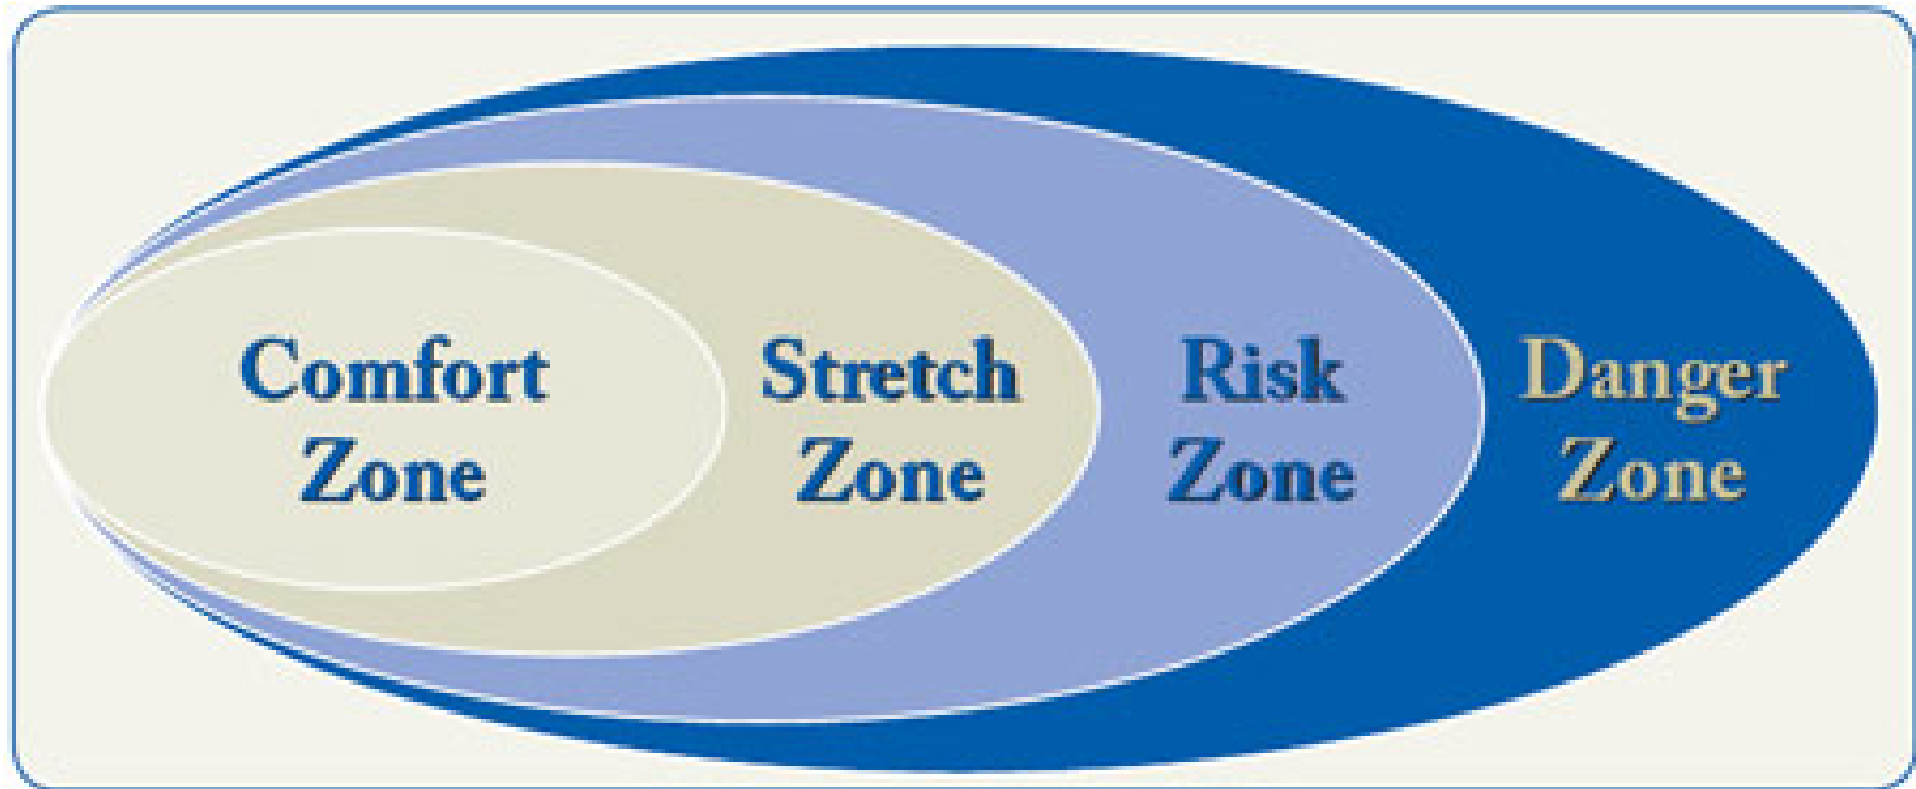 Comfort
Zone
Stretch
Zone
Risk
Zone
Danger
Zone